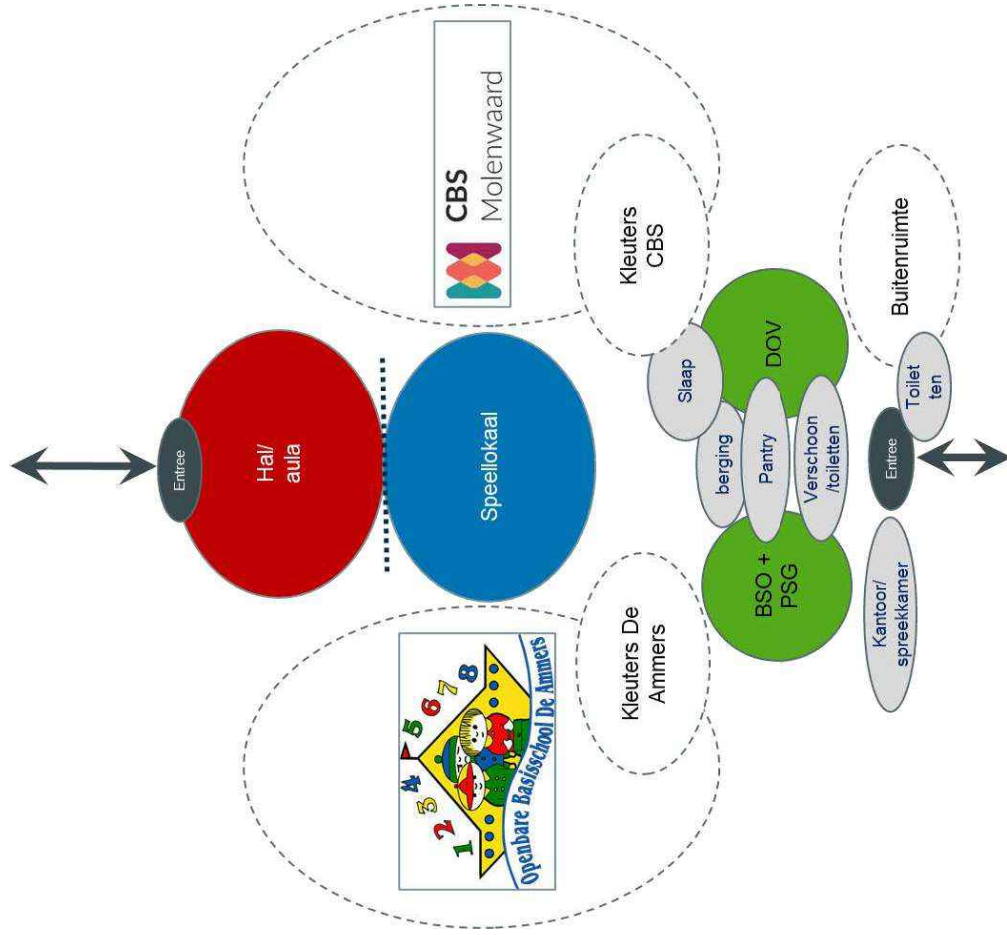 Entree
Hal/
aula
Speellokaal
CBS
Molenwaard
1 2 3 4 5 6 7 8
Openbare Basisschool De Ammers
Kleuters De
Ammers
Kleuters
CBS
Slaap
berging
Pantry
Verschoon
/toiletten
BSO +
PSG
DOV
Kantoor/
spreekkamer
Entree
Toilet
ten
Buitenruimte